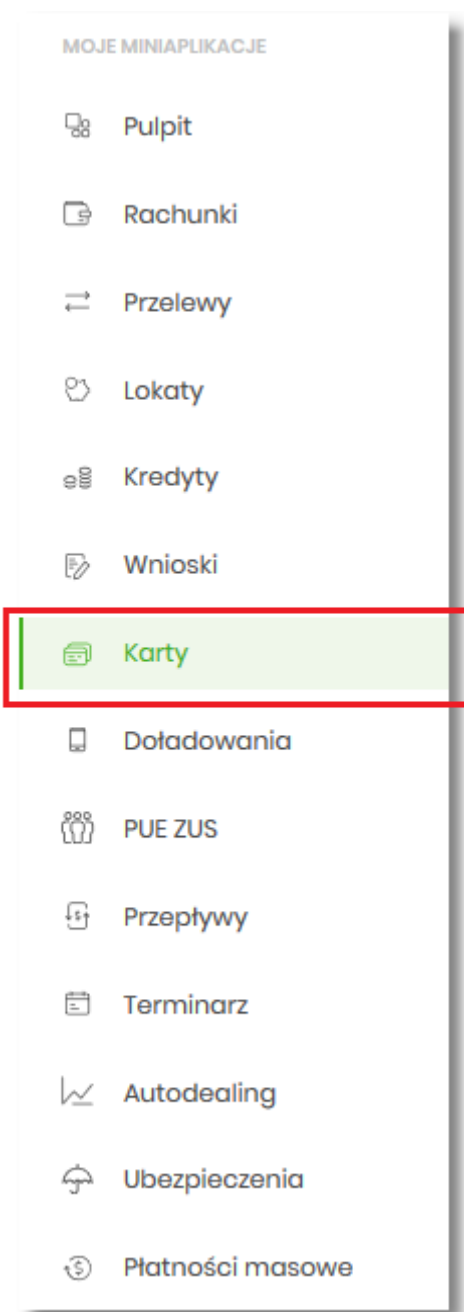 MOJE MINIAPLIKACJE
Pulpit
Rachunki
Przelewy
Lokaty
Kredyty
Wnioski
Karty
Doładowania
PUE ZUS
Przepływy
Terminarz
Autodealing
Ubezpieczenia
Płatności masowe